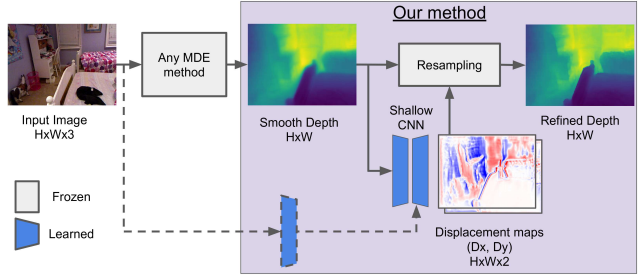 Our method
Any MDE
method
Resampling
Input Image
HxWx3
Smooth Depth
HxW
Shallow
CNN
Refined Depth
HxW
Frozen
Learned
Displacement maps
(Dx, Dy)
HxWx2